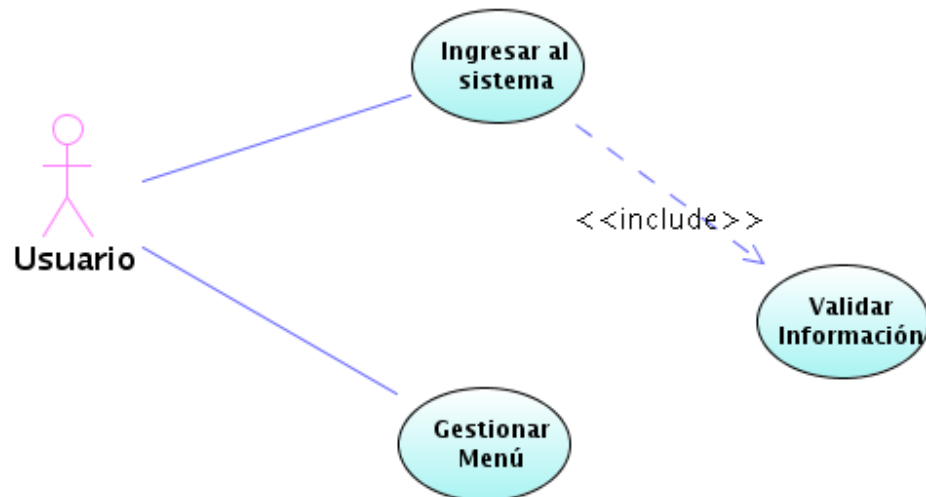 Ingresar al
sistema
Usuario
<<include>>
Validar
Información
Gestionar
Menú